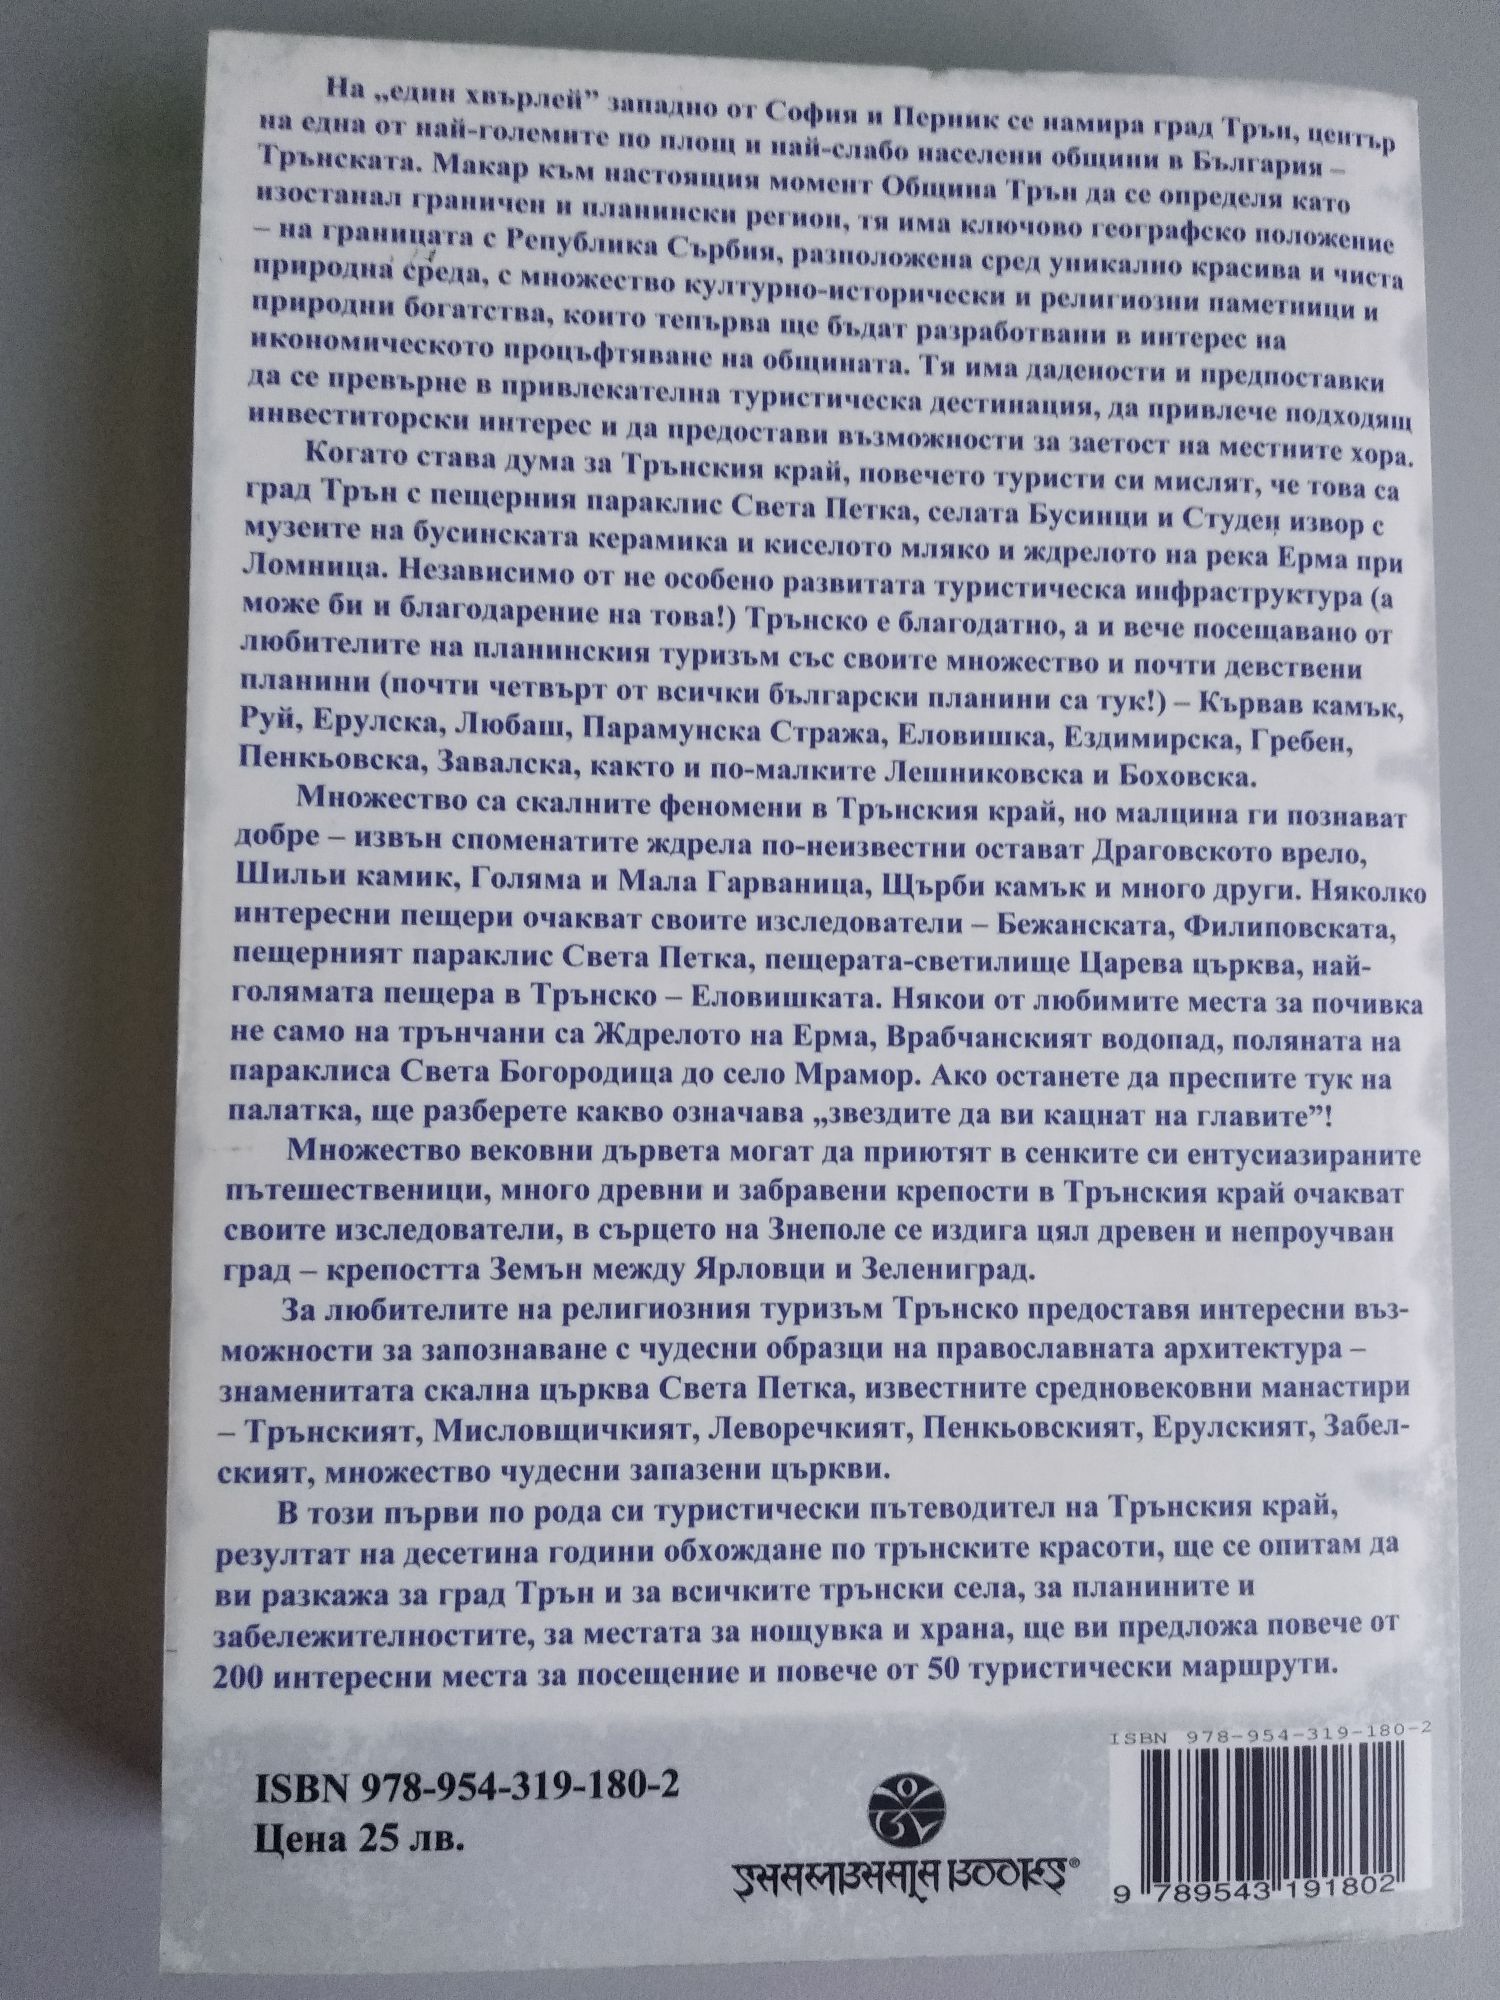 На „един хвърлей” западно от София и Перник се намира град Трън, център
на една от най-големите по площ и най-слабо населени общини в България –
Трънската. Макар към настоящия момент Община Трън да се определя като
изостанал граничен и планински регион, тя има ключово географско положение
– на границата с Република Сърбия, разположена сред уникално красива и чиста
природна среда, с множество културно-исторически и религиозни паметници и
природни богатства, които тепърва ще бъдат разработвани в интерес на
икономическото процъфтяване на общината. Тя има дадености и предпоставки
да се превърне в привлекателна туристическа дестинация, да привлече подходящ
инвеститорски интерес и да предостави възможности за заетост на местните хора.
Когато става дума за Трънския край, повечето туристи си мислят, че това са
град Трън с пещерния параклис Света Петка, селата Бусинци и Студен извор с
музеите на бусинската керамика и киселото мляко и ждрелото на река Ерма при
Ломница. Независимо от не особено развитата туристическа инфраструктура (а
може би и благодарение на това!) Трънско е благодатно, а и вече посещавано от
любителите на планинския туризъм със своите множество и почти девствени
планини (почти четвърт от всички български планини са тук!) – Кървав камък,
Руй, Ерулска, Любаш, Парамунска Стража, Еловишка, Ездимирска, Гребен,
Пенкьовска, Завалска, както и по-малките Лешниковска и Боховска.
Множество са скалните феномени в Трънския край, но малцина ги познават
добре – извън споменатите ждрела по-неизвестни остават Драговското врело,
Шильи камик, Голяма и Мала Гарваница, Щърби камък и много други. Няколко
интересни пещери очакват своите изследователи – Бежанската, Филиповската,
пещерният параклис Света Петка, пещерата-светилище Царева църква, най-
голямата пещера в Трънско – Еловишката. Някои от любимите места за почивка
не само на трънчани са Ждрелото на Ерма, Врабчанският водопад, поляната на
параклиса Света Богородица до село Мрамор. Ако останете да преспите тук на
палатка, ще разберете какво означава „звездите да ви кацнат на главите”!
Множество вековни дървета могат да приютят в сенките си ентусиазираните
пътешественици, много древни и забравени крепости в Трънския край очакват
своите изследователи, в сърцето на Знеполе се издига цял древен и непроучван
град – крепостта Земън между Ярловци и Зелениград.
За любителите на религиозния туризъм Трънско предоставя интересни въз-
можности за запознаване с чудесни образци на православната архитектура –
знаменитата скална църква Света Петка, известните средновековни манастири
– Трънският, Мисловщичкият, Леворечкият, Пенкьовският, Ерулският, Забел-
ският, множество чудесни запазени църкви.
В този първи по рода си туристически пътеводител на Трънския край,
резултат на десетина години обхождане по трънските красоти, ще се опитам да
ви разкажа за град Трън и за всичките трънски села, за планините и
забележителностите, за местата за нощувка и храна, ще ви предложа повече от
200 интересни места за посещение и повече от 50 туристически маршрути.
ISBN 978-954-319-180-2
ISBN 978-954-319-180-2
Цена 25 лв.
9 789543 191802